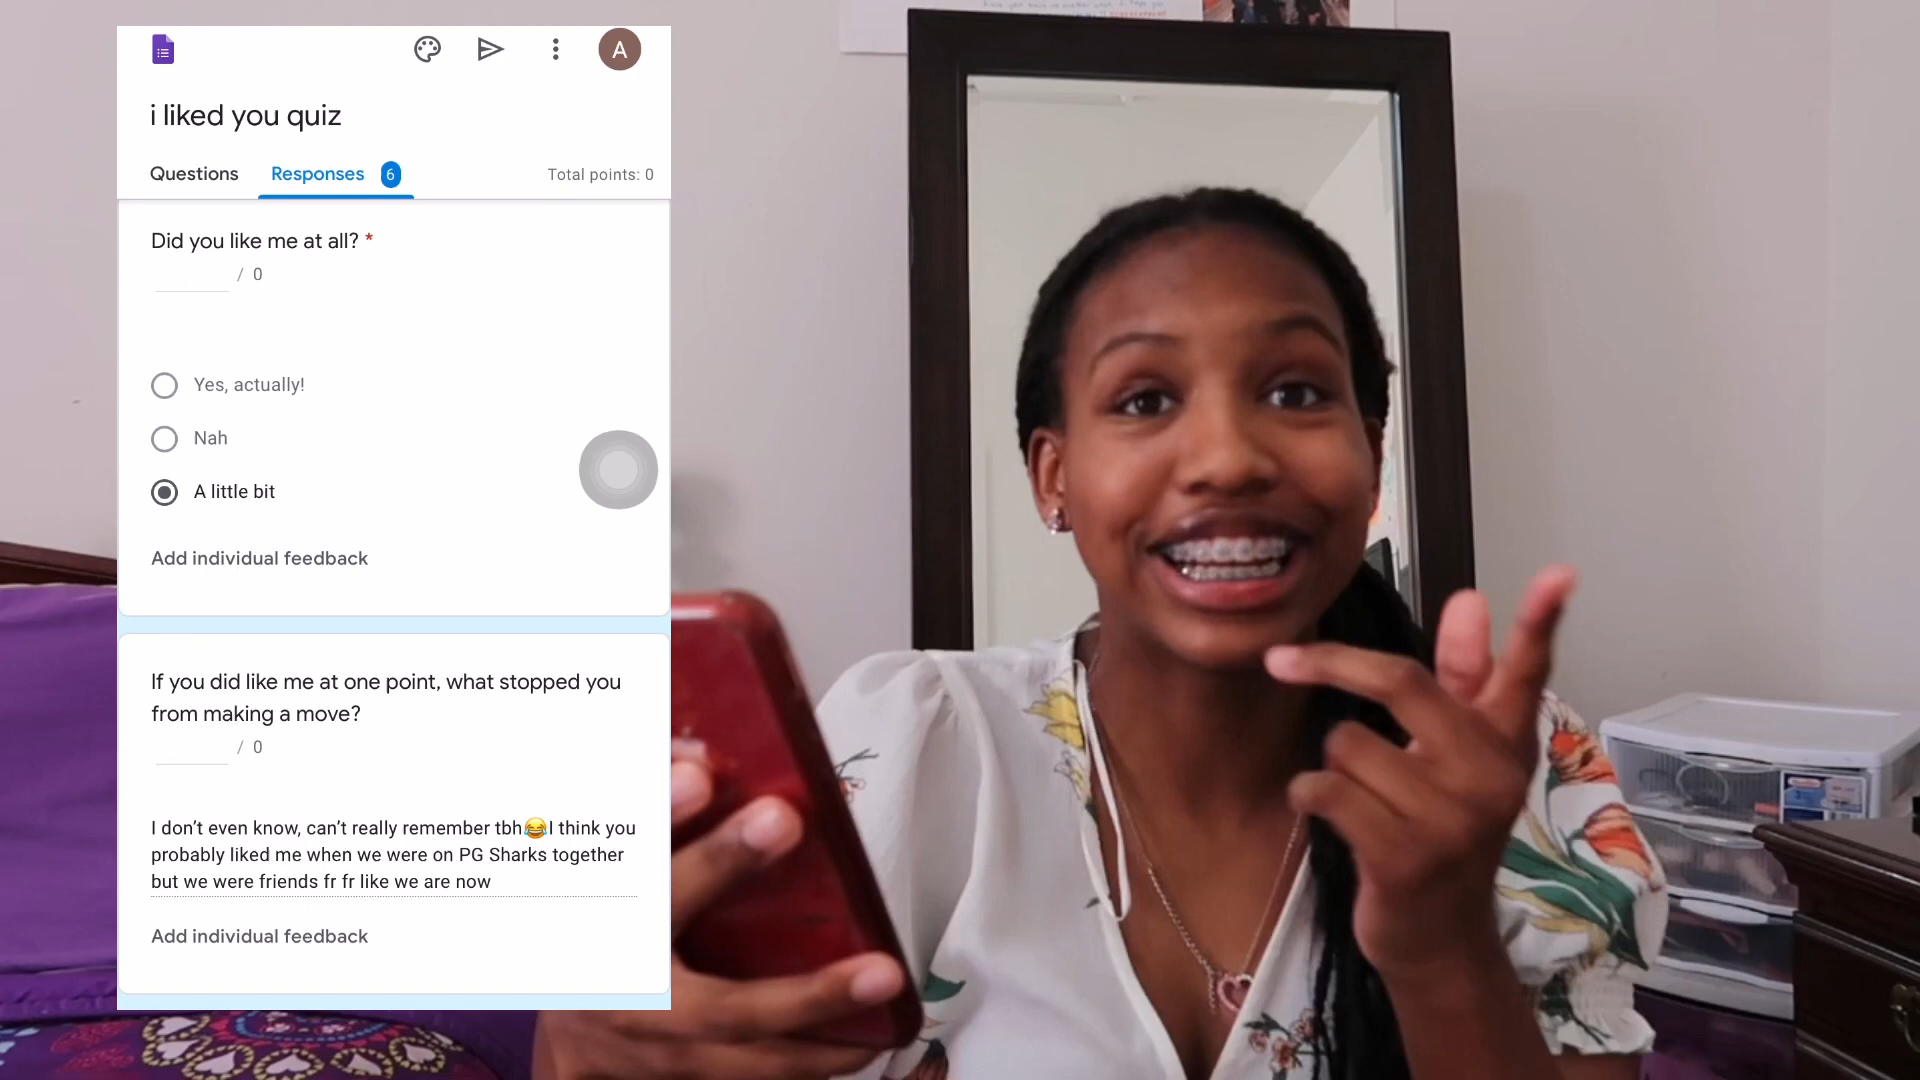 A
i liked you quiz
Questions
Responses 6
Total points: 0
Did you like me at all? *
/ 0
Yes, actually!
Nah
A little bit
Add individual feedback
If you did like me at one point, what stopped you
from making a move?
/ 0
I don’t even know, can’t really remember tbh😂I think you
probably liked me when we were on PG Sharks together
but we were friends fr fr like we are now
Add individual feedback